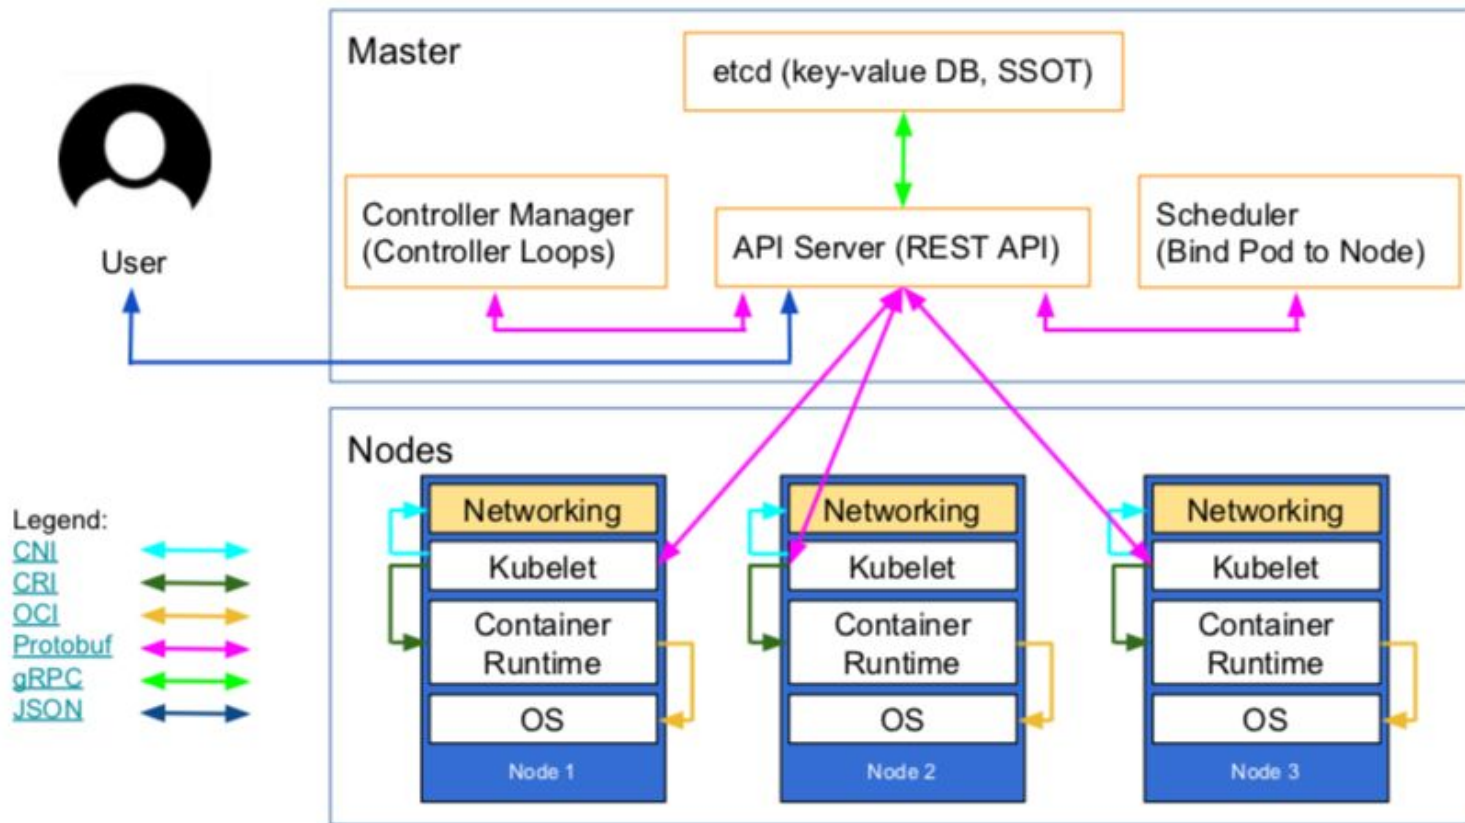 Master
etcd (key-value DB, SSOT)
Controller Manager
(Controller Loops)
API Server (REST API)
Scheduler
(Bind Pod to Node)
User
Nodes
Networking
Kubelet
Container
Runtime
OS
Node 1
Networking
Kubelet
Container
Runtime
OS
Node 2
Networking
Kubelet
Container
Runtime
OS
Node 3
Legend:
CNI
CRI
OCI
Protobuf
gRPC
JSON